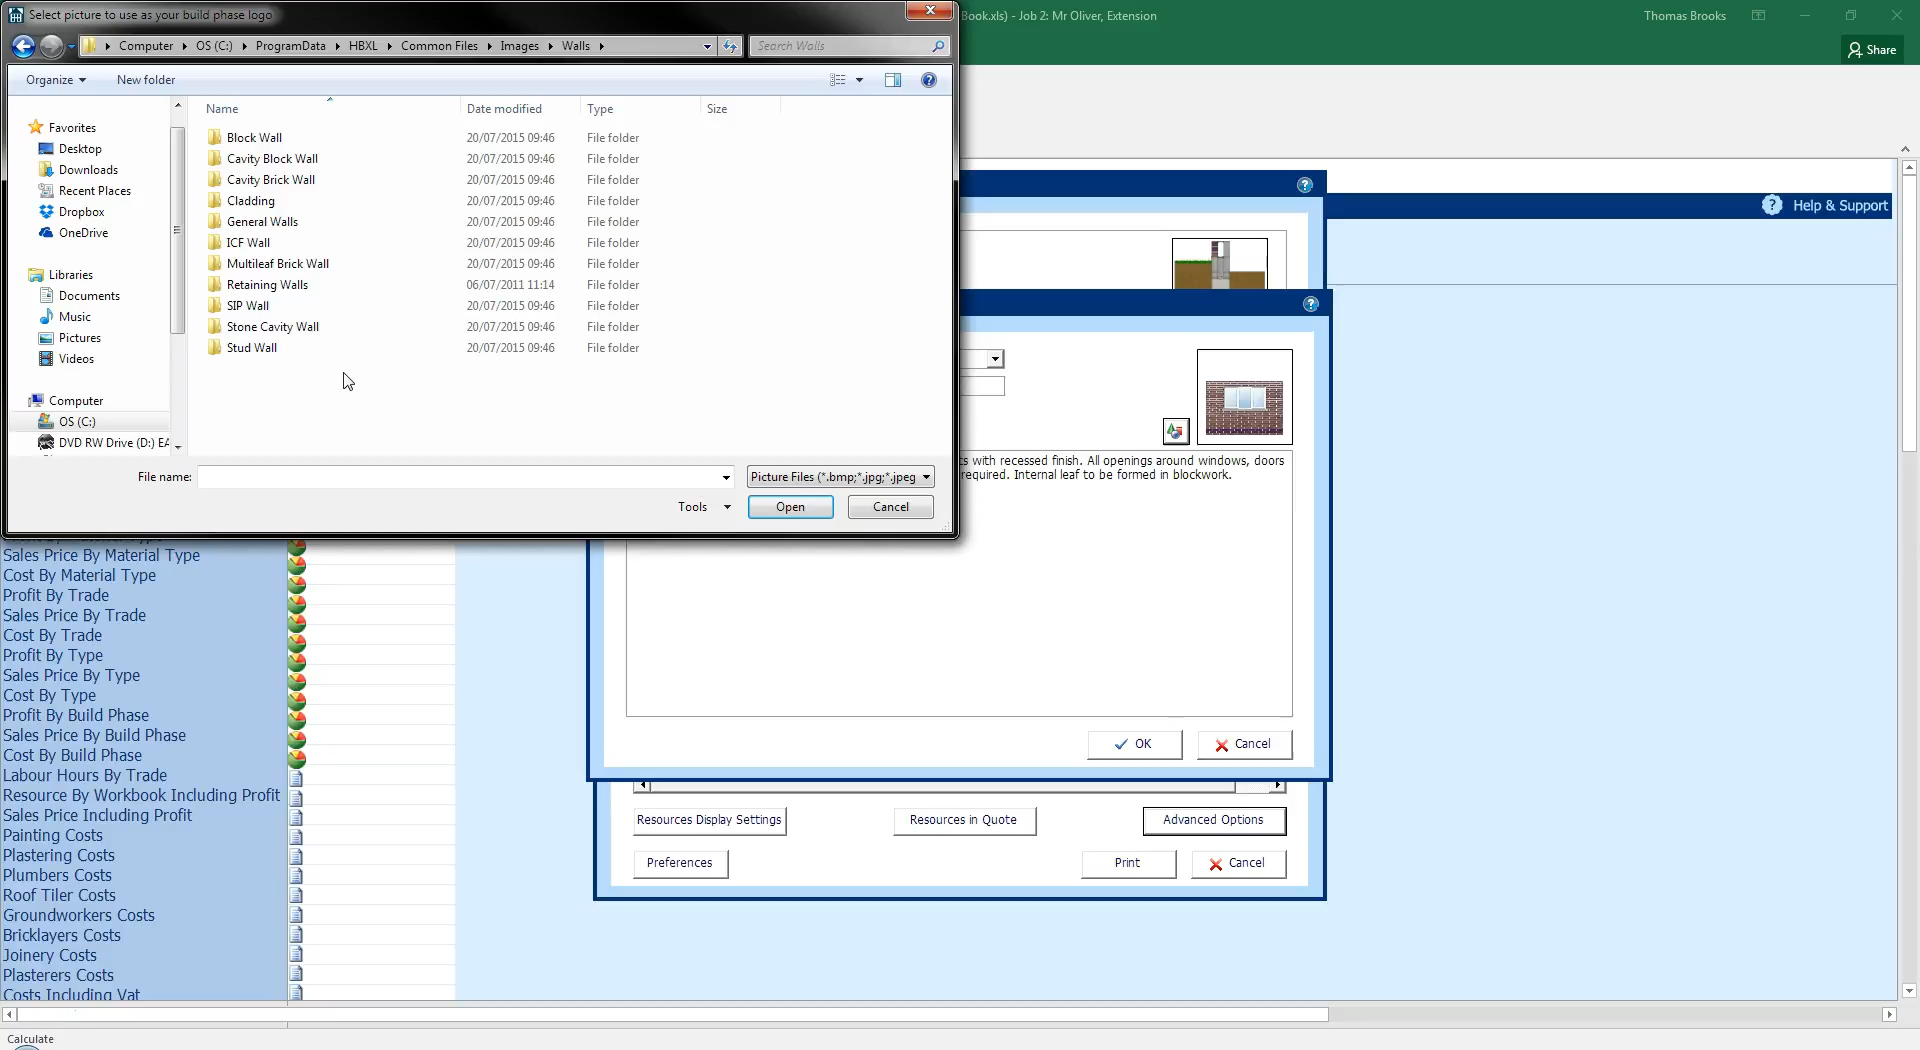 Select picture to use as your build phase logo
Book.xls) - Job 2: Mr Oliver, Extension
Thomas Brooks
Share
Computer OS (C:) ProgramData HBXL Common Files Images Walls
Search Walls
Organize New folder
Name Date modified Type Size
Favorites
Desktop
Downloads
Recent Places
Dropbox
OneDrive
Libraries
Documents
Music
Pictures
Videos
Computer
OS (C:)
DVD RW Drive (D:) EA
Block Wall 20/07/2015 09:46 File folder
Cavity Block Wall 20/07/2015 09:46 File folder
Cavity Brick Wall 20/07/2015 09:46 File folder
Cladding 20/07/2015 09:46 File folder
General Walls 20/07/2015 09:46 File folder
ICF Wall 20/07/2015 09:46 File folder
Multileaf Brick Wall 20/07/2015 09:46 File folder
Retaining Walls 06/07/2011 11:14 File folder
SIP Wall 20/07/2015 09:46 File folder
Stone Cavity Wall 20/07/2015 09:46 File folder
Stud Wall 20/07/2015 09:46 File folder
File name:
Picture Files (*.bmp;*.jpg;*.jpeg
Tools Open Cancel
Help & Support
with recessed finish. All openings around windows, doors
required. Internal leaf to be formed in blockwork.
OK Cancel
Resources Display Settings Resources in Quote Advanced Options
Preferences Print Cancel
Sales Price By Material Type
Cost By Material Type
Profit By Trade
Sales Price By Trade
Cost By Trade
Profit By Type
Sales Price By Type
Cost By Type
Profit By Build Phase
Sales Price By Build Phase
Cost By Build Phase
Labour Hours By Trade
Resource By Workbook Including Profit
Sales Price Including Profit
Painting Costs
Plastering Costs
Plumbers Costs
Roof Tiler Costs
Groundworkers Costs
Bricklayers Costs
Joinery Costs
Plasterers Costs
Costs Including Vat
Calculate